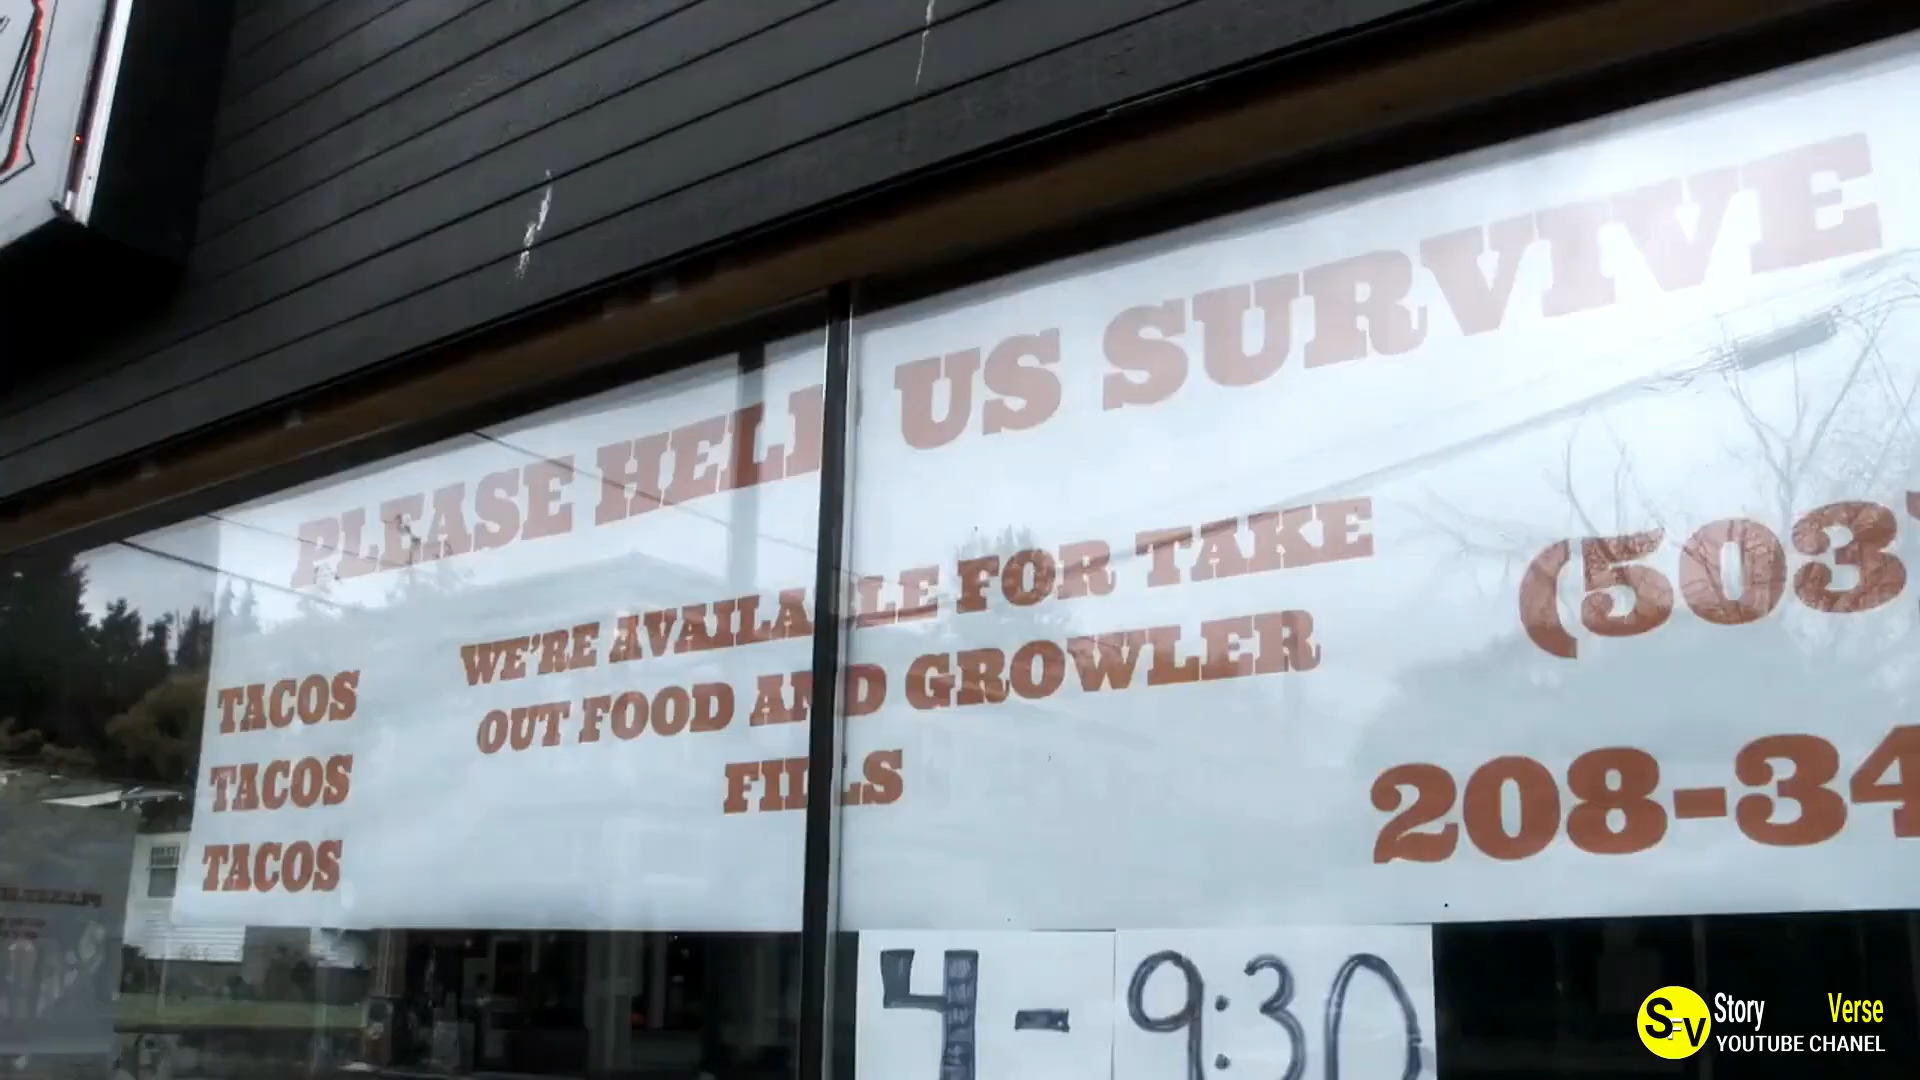 PLEASE HELP US SURVIVE
WE'RE AVAILABLE FOR TAKE
OUT FOOD AND GROWLER
FILLS
TACOS
TACOS
TACOS
(503)
208-34
4-9:30
SFV
Story Verse
YOUTUBE CHANEL